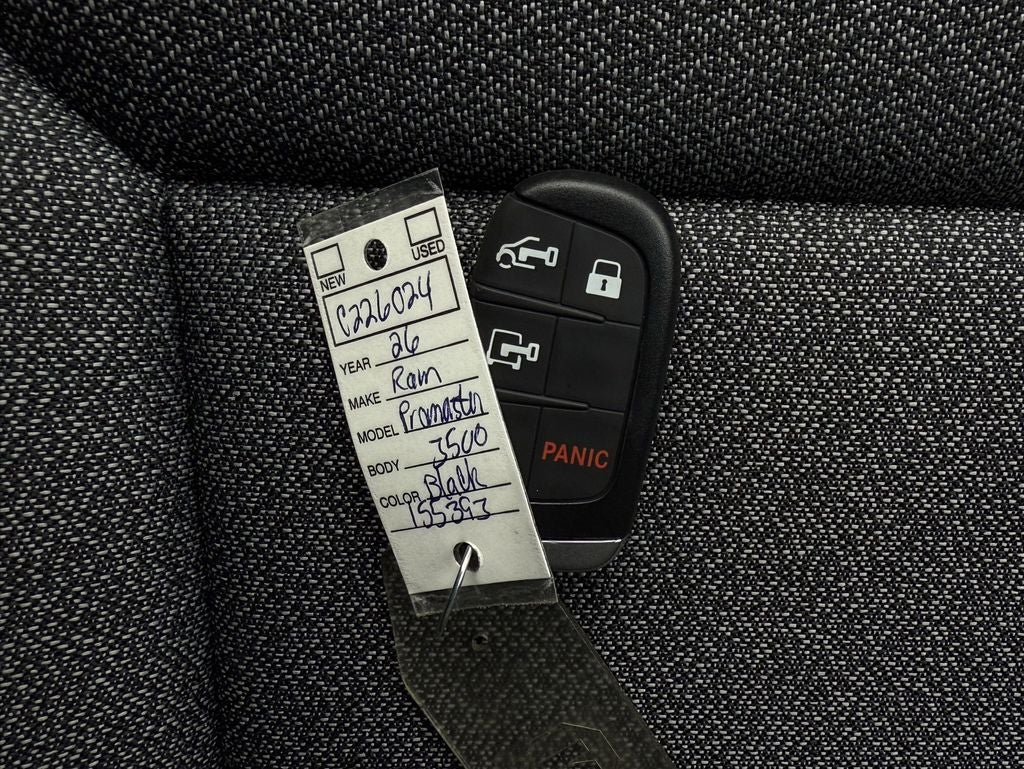 NEW USED
C226024
YEAR 26
MAKE Ram
MODEL Promaster
BODY 3500
COLOR Black
155393
PANIC